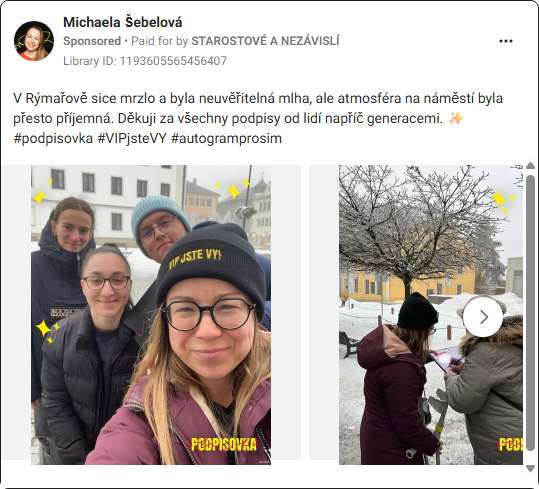 Michaela Šebelová
Sponsored • Paid for by STAROSTOVÉ A NEZÁVISLÍ
Library ID: 1193605565456407
V Rýmařově sice mrzlo a byla neuvěřitelná mlha, ale atmosféra na náměstí byla
přesto příjemná. Děkuji za všechny podpisy od lidí napříč generacemi. ✨
#podpisovka #VIPjsteVY #autogramprosim
VIP JSTE VY!
PODPISOVKA
PODPIS